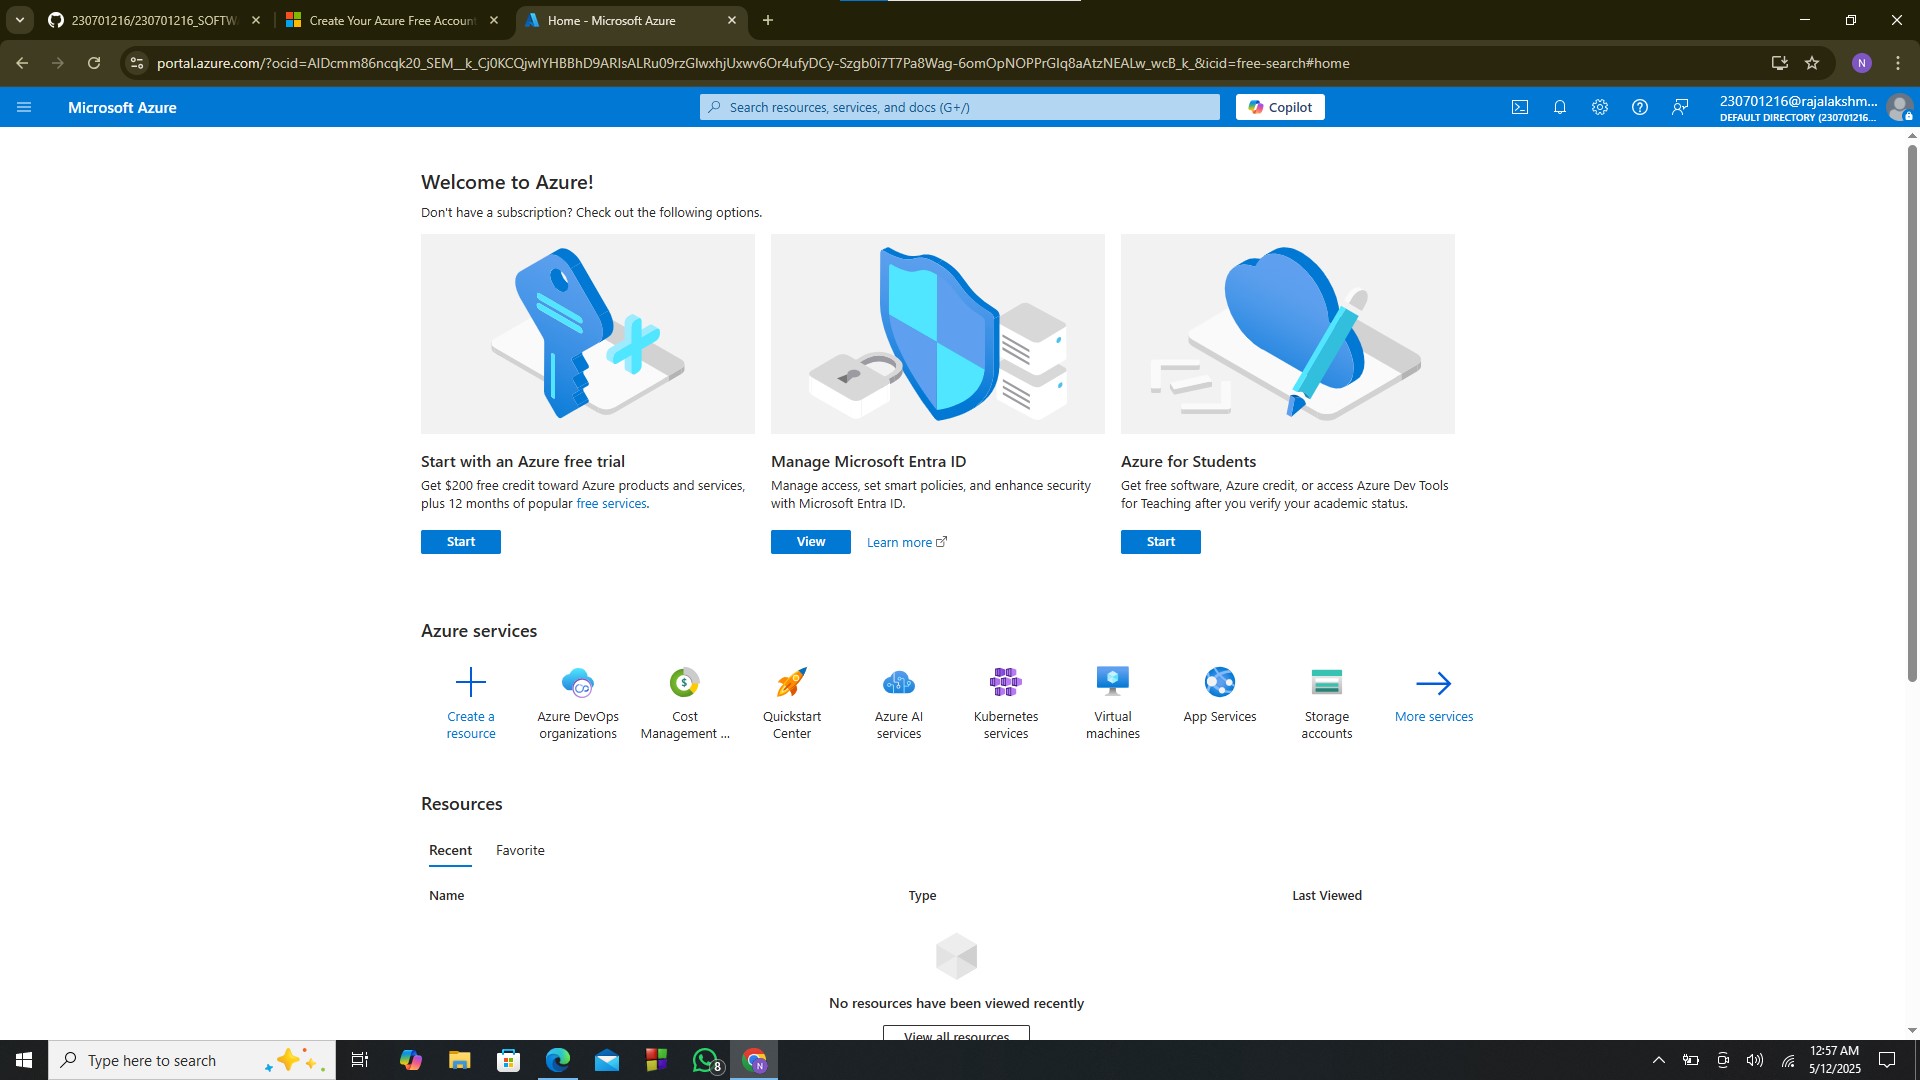 230701216/230701216_SOFTW
Create Your Azure Free Account
Home - Microsoft Azure
portal.azure.com/?ocid=AIDcmm86ncqk20_SEM__k_Cj0KCQjwlYHBBhD9ARIsALRu09rzGlwxhjUxwv6Or4ufyDCy-Szgb0i7T7Pa8Wag-6omOpNOPPrGIq8aAtzNEALw_wcB_k_&icid=free-search#home
N
Microsoft Azure
Search resources, services, and docs (G+/)
Copilot
230701216@rajalakshm...
DEFAULT DIRECTORY (230701216...
Welcome to Azure!
Don't have a subscription? Check out the following options.
Start with an Azure free trial
Get $200 free credit toward Azure products and services,
plus 12 months of popular free services.
Start
Manage Microsoft Entra ID
Manage access, set smart policies, and enhance security
with Microsoft Entra ID.
View
Learn more
Azure for Students
Get free software, Azure credit, or access Azure Dev Tools
for Teaching after you verify your academic status.
Start
Azure services
Create a
resource
Azure DevOps
organizations
Cost
Management ...
Quickstart
Center
Azure AI
services
Kubernetes
services
Virtual
machines
App Services
Storage
accounts
More services
Resources
Recent
Favorite
Name
Type
Last Viewed
No resources have been viewed recently
View all resources
Type here to search
8
N
12:57 AM
5/12/2025